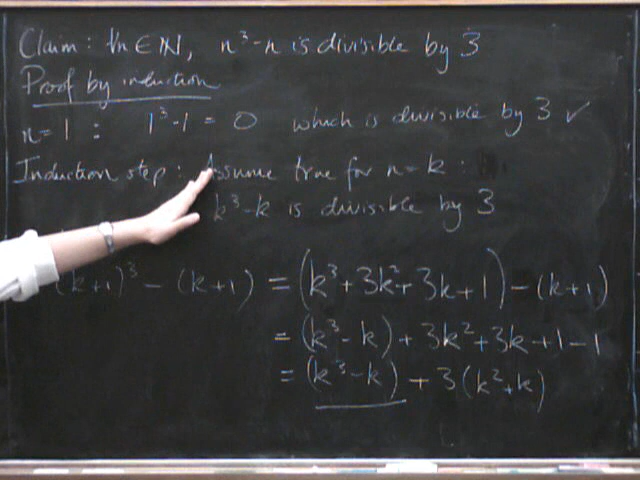 Claim: ∀n∈ℕ, n³-n is divisible by 3
Proof by induction
n=1 : 1³-1 = 0 which is divisible by 3 ✓
Induction step: Assume true for n=k :
k³-k is divisible by 3
(k+1)³ - (k+1) = (k³+3k²+3k+1) - (k+1)
= (k³-k) + 3k²+3k+1-1
= (k³-k) + 3(k²+k)